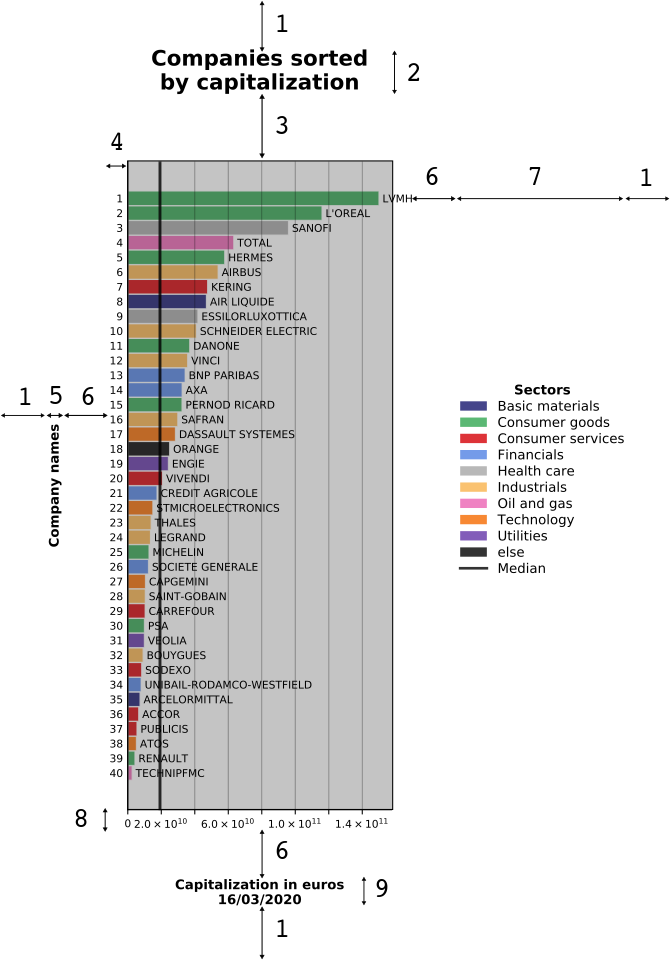 1
Companies sorted
by capitalization
2
3
4
6
7
1
1 LVMH
2 L'OREAL
3 SANOFI
4 TOTAL
5 HERMES
6 AIRBUS
7 KERING
8 AIR LIQUIDE
9 ESSILORLUXOTTICA
10 SCHNEIDER ELECTRIC
11 DANONE
12 VINCI
13 BNP PARIBAS
14 AXA
15 PERNOD RICARD
16 SAFRAN
17 DASSAULT SYSTEMES
18 ORANGE
19 ENGIE
20 VIVENDI
21 CREDIT AGRICOLE
22 STMICROELECTRONICS
23 THALES
24 LEGRAND
25 MICHELIN
26 SOCIETE GENERALE
27 CAPGEMINI
28 SAINT-GOBAIN
29 CARREFOUR
30 PSA
31 VEOLIA
32 BOUYGUES
33 SODEXO
34 UNIBAIL-RODAMCO-WESTFIELD
35 ARCELORMITTAL
36 ACCOR
37 PUBLICIS
38 ATOS
39 RENAULT
40 TECHNIPFMC
1 5 6
Company names
Sectors
Basic materials
Consumer goods
Consumer services
Financials
Health care
Industrials
Oil and gas
Technology
Utilities
else
Median
8
0 2.0 × 10¹⁰ 6.0 × 10¹⁰ 1.0 × 10¹¹ 1.4 × 10¹¹
6
Capitalization in euros
16/03/2020
9
1